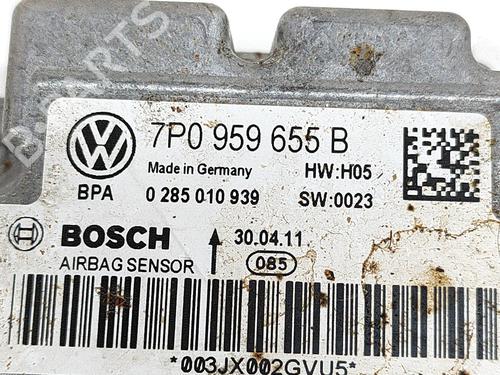 7P0 959 655 B
Made in Germany HW:H05
BPA 0 285 010 939 SW:0023
BOSCH 30.04.11
AIRBAG SENSOR 085
*003JX002GVU5*